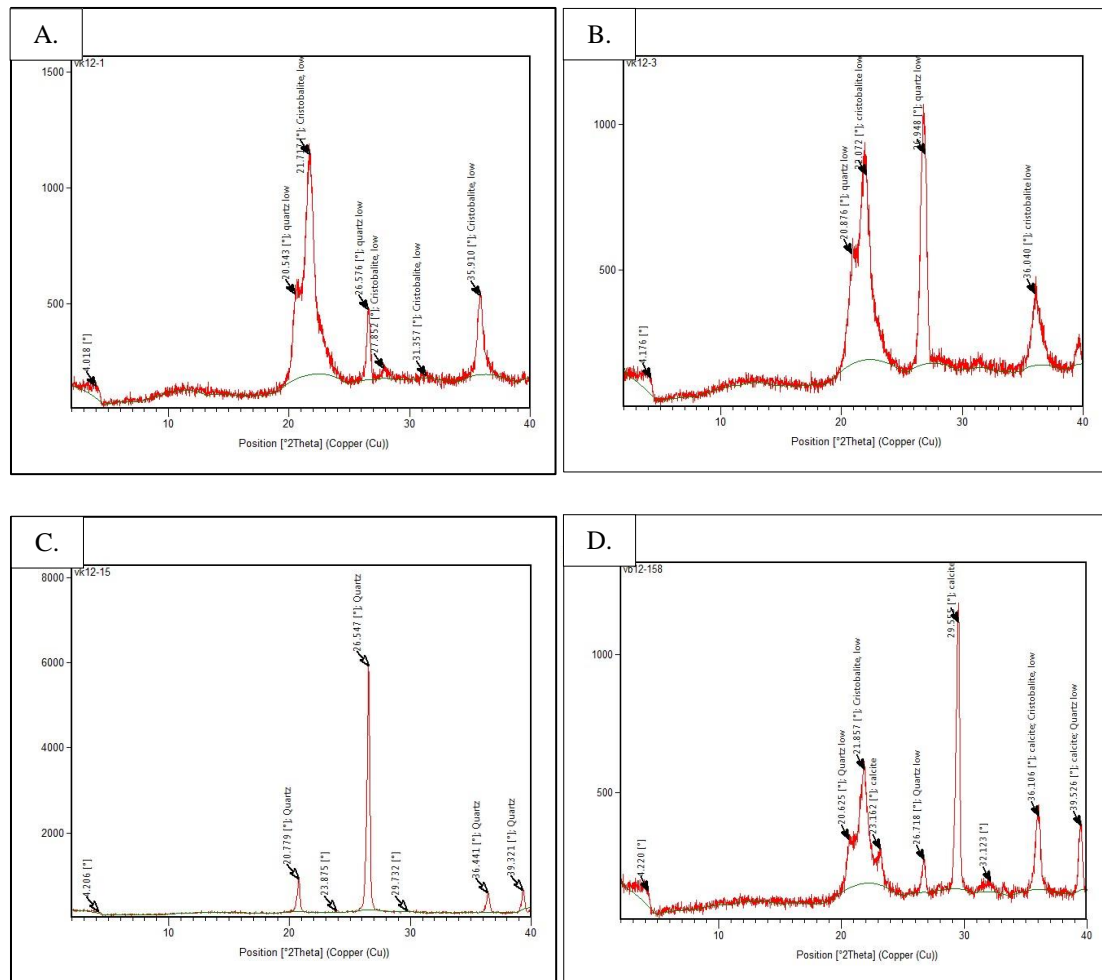 A.
vk12-1
1500
1000
500
4.018 [°]
20.543 [°]; quartz low
21.717 [°]; Cristobalite, low
26.576 [°]; quartz low
27.852 [°]; Cristobalite, low
31.357 [°]; Cristobalite, low
35.910 [°]; Cristobalite, low
10 20 30 40
Position [°2Theta] (Copper (Cu))
B.
vk12-3
1000
500
4.176 [°]
20.876 [°]; quartz low
22.072 [°]; cristobalite low
26.948 [°]; quartz low
36.040 [°]; cristobalite low
10 20 30 40
Position [°2Theta] (Copper (Cu))
C.
vk12-15
8000
6000
4000
2000
4.206 [°]
20.779 [°]; Quartz
23.875 [°]
26.547 [°]; Quartz
29.732 [°]
36.441 [°]; Quartz
39.321 [°]; Quartz
10 20 30 40
Position [°2Theta] (Copper (Cu))
D.
vb12-158
1000
500
4.220 [°]
20.625 [°]; Quartz low
21.857 [°]; Cristobalite, low
23.162 [°]; calcite
26.718 [°]; Quartz low
29.555 [°]; calcite
32.123 [°]
36.106 [°]; calcite; Cristobalite, low
39.526 [°]; calcite; Quartz low
10 20 30 40
Position [°2Theta] (Copper (Cu))